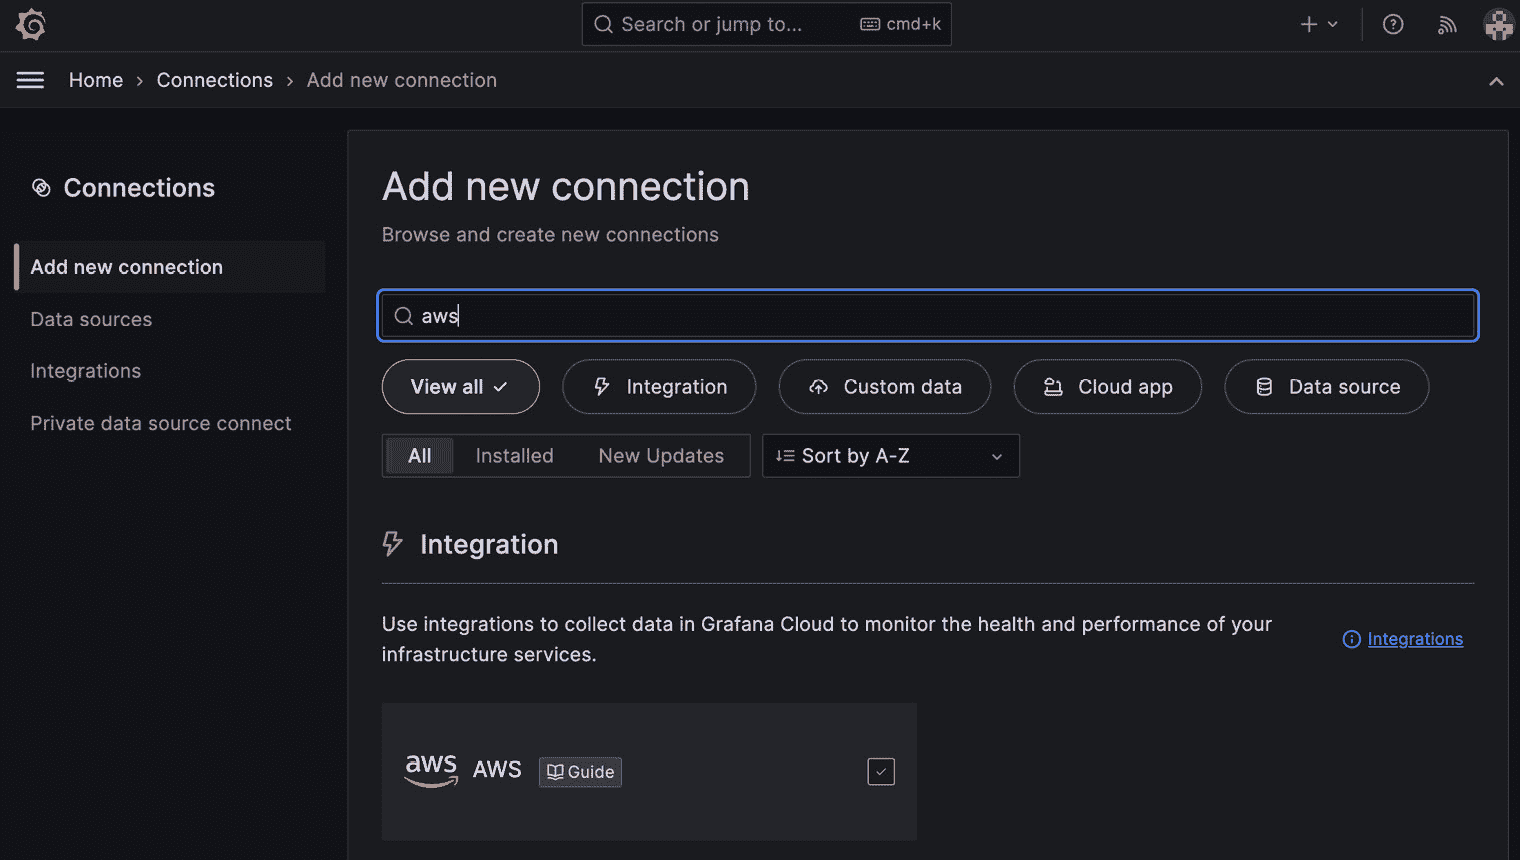 Search or jump to...
cmd+k
Home › Connections › Add new connection
Connections
Add new connection
Data sources
Integrations
Private data source connect
Add new connection
Browse and create new connections
aws
View all
Integration
Custom data
Cloud app
Data source
All
Installed
New Updates
Sort by A-Z
Integration
Use integrations to collect data in Grafana Cloud to monitor the health and performance of your
infrastructure services.
Integrations
aws
AWS
Guide